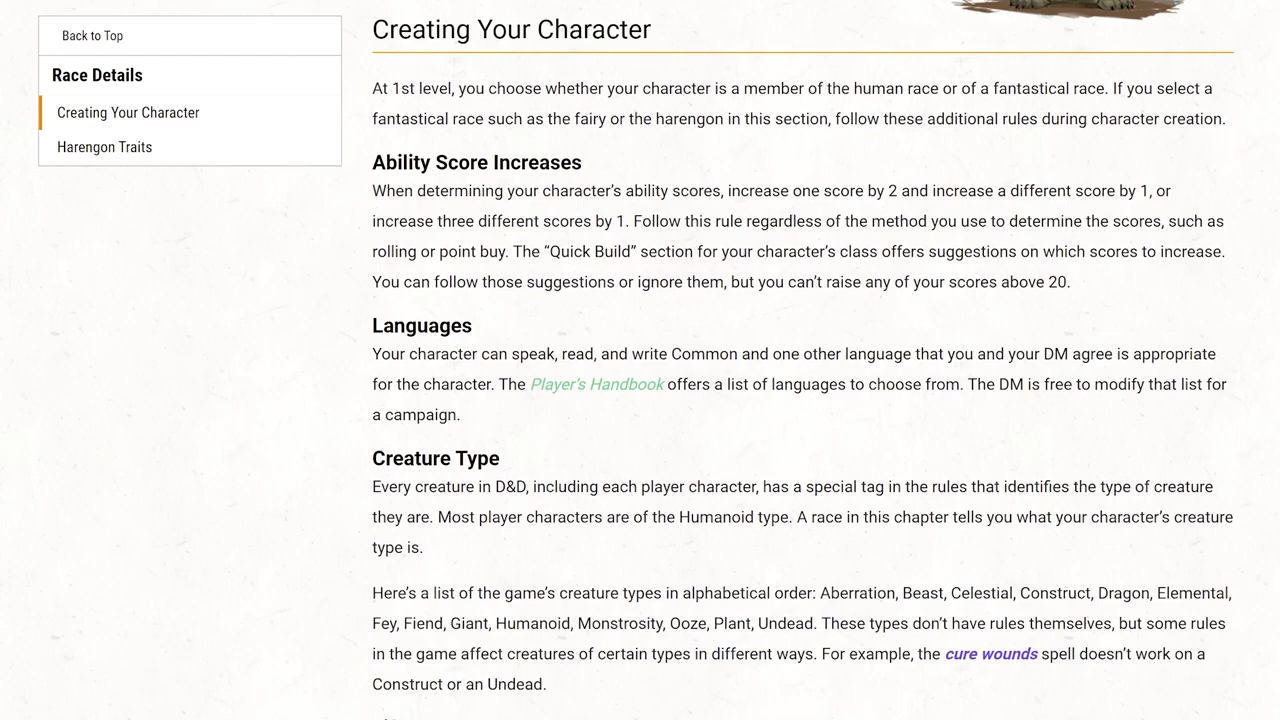 Back to Top
Race Details
Creating Your Character
Harengon Traits
Creating Your Character
At 1st level, you choose whether your character is a member of the human race or of a fantastical race. If you select a
fantastical race such as the fairy or the harengon in this section, follow these additional rules during character creation.
Ability Score Increases
When determining your character’s ability scores, increase one score by 2 and increase a different score by 1, or
increase three different scores by 1. Follow this rule regardless of the method you use to determine the scores, such as
rolling or point buy. The “Quick Build” section for your character’s class offers suggestions on which scores to increase.
You can follow those suggestions or ignore them, but you can’t raise any of your scores above 20.
Languages
Your character can speak, read, and write Common and one other language that you and your DM agree is appropriate
for the character. The Player’s Handbook offers a list of languages to choose from. The DM is free to modify that list for
a campaign.
Creature Type
Every creature in D&D, including each player character, has a special tag in the rules that identifies the type of creature
they are. Most player characters are of the Humanoid type. A race in this chapter tells you what your character’s creature
type is.
Here’s a list of the game’s creature types in alphabetical order: Aberration, Beast, Celestial, Construct, Dragon, Elemental,
Fey, Fiend, Giant, Humanoid, Monstrosity, Ooze, Plant, Undead. These types don’t have rules themselves, but some rules
in the game affect creatures of certain types in different ways. For example, the cure wounds spell doesn’t work on a
Construct or an Undead.